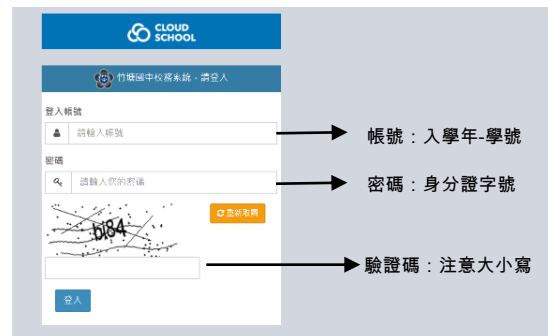 CLOUD
SCHOOL
竹塘國中校務系統 - 請登入
登入帳號
請輸入帳號
帳號：入學年-學號
密碼
請輸入您的密碼
密碼：身分證字號
重新取圖
bl84
驗證碼：注意大小寫
登入